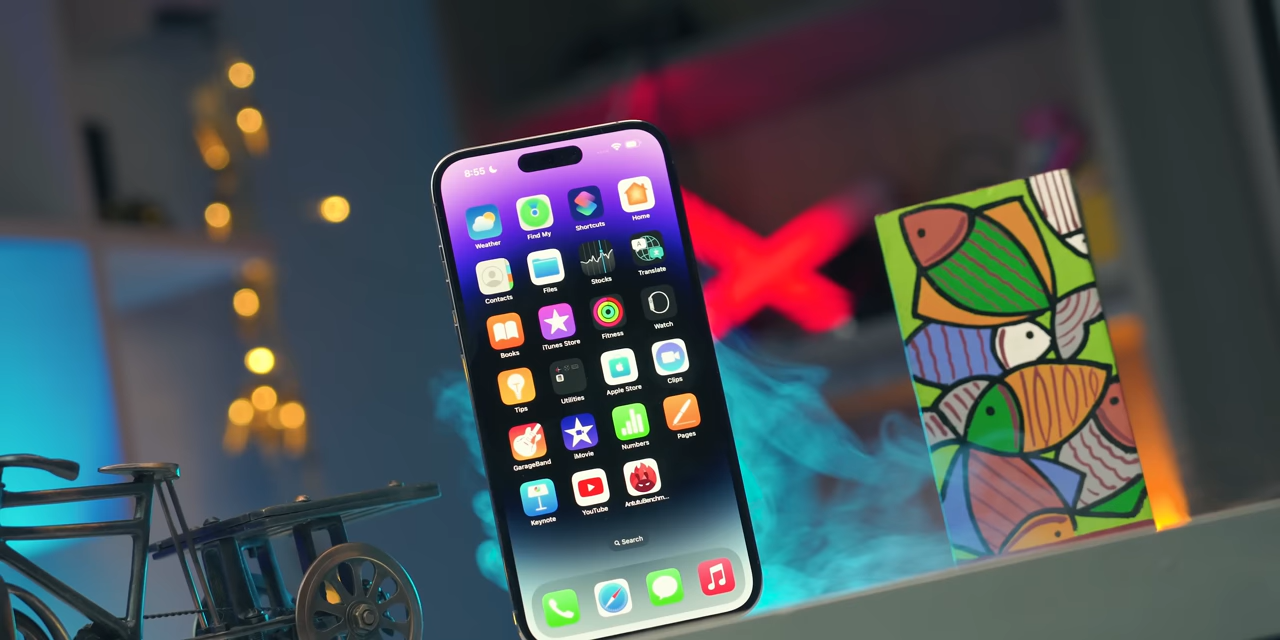 8:55
Weather
Find My
Shortcuts
Home
Contacts
Files
Stocks
Translate
Books
iTunes Store
Fitness
Watch
Tips
Utilities
Apple Store
Clips
GarageBand
iMovie
Numbers
Pages
Keynote
YouTube
AntutuBenchm...
Search